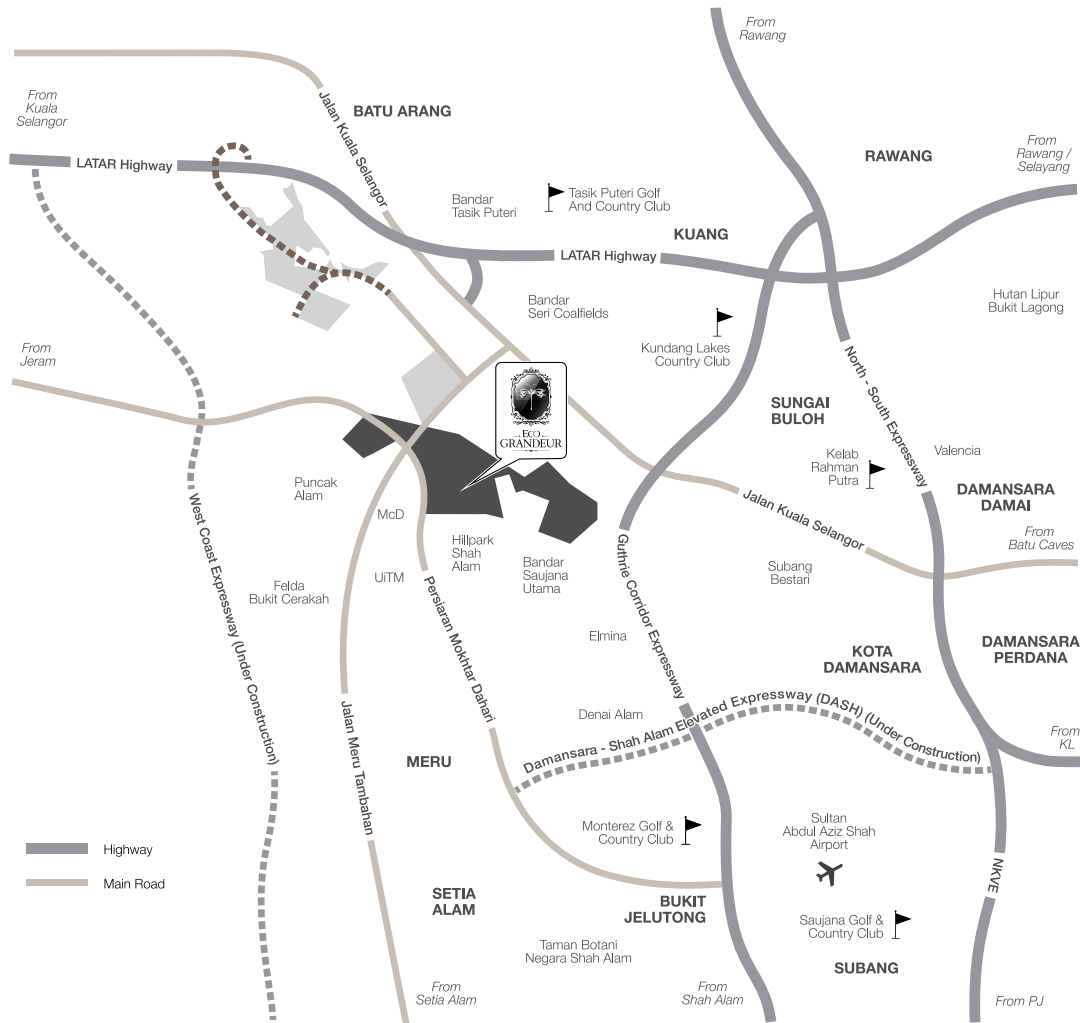 From
Rawang
From
Kuala
Selangor
BATU ARANG
Jalan Kuala Selangor
LATAR Highway
RAWANG
From
Rawang /
Selayang
Bandar
Tasik Puteri
Tasik Puteri Golf
And Country Club
KUANG
LATAR Highway
Hutan Lipur
Bukit Lagong
Bandar
Seri Coalfields
Kundang Lakes
Country Club
From
Jeram
North - South Expressway
SUNGAI
BULOH
ECO
GRANDEUR
Kelab
Rahman
Putra
Valencia
Puncak
Alam
DAMANSARA
DAMAI
McD
Jalan Kuala Selangor
West Coast Expressway (Under Construction)
Hillpark
Shah
Alam
From
Batu Caves
Bandar
Saujana
Utama
Guthrie Corridor Expressway
Subang
Bestari
UiTM
Felda
Bukit Cerakah
Persiaran Mokhtar Dahari
Elmina
KOTA
DAMANSARA
DAMANSARA
PERDANA
Denai Alam
Damansara - Shah Alam Elevated Expressway (DASH) (Under Construction)
From
KL
Jalan Meru Tambahan
MERU
Monterez Golf &
Country Club
Sultan
Abdul Aziz Shah
Airport
Highway
Main Road
NKVE
SETIA
ALAM
BUKIT
JELUTONG
Saujana Golf &
Country Club
Taman Botani
Negara Shah Alam
SUBANG
From
Setia Alam
From
Shah Alam
From PJ